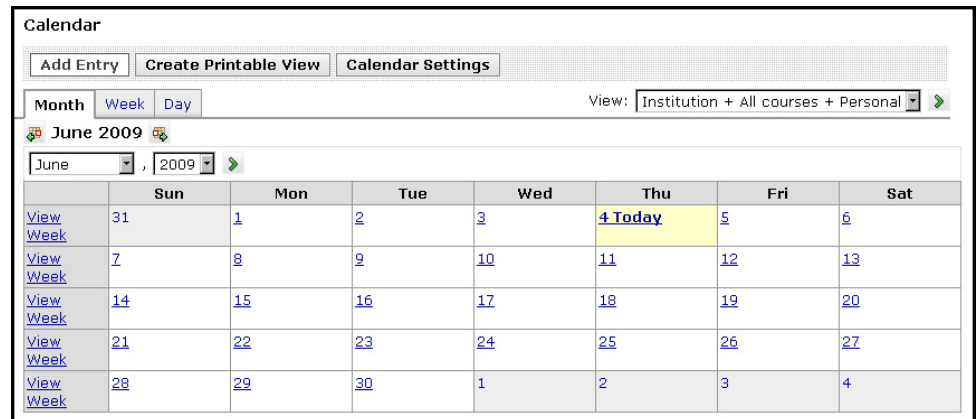 Calendar
Add Entry Create Printable View Calendar Settings
Month Week Day View: Institution + All courses + Personal
June 2009
June , 2009
Sun Mon Tue Wed Thu Fri Sat
View Week 31 1 2 3 4 Today 5 6
View Week 7 8 9 10 11 12 13
View Week 14 15 16 17 18 19 20
View Week 21 22 23 24 25 26 27
View Week 28 29 30 1 2 3 4